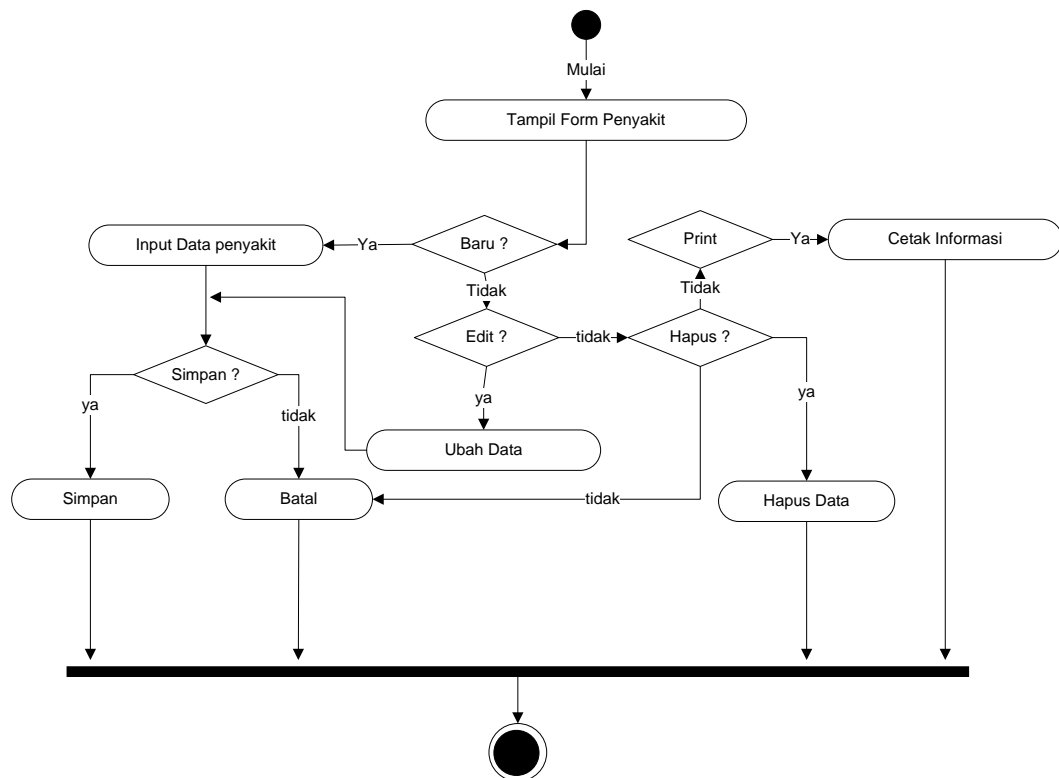 Mulai
Tampil Form Penyakit
Input Data penyakit
Ya
Baru ?
Print
Ya
Cetak Informasi
Tidak
Tidak
Edit ?
tidak
Hapus ?
Simpan ?
ya
tidak
ya
ya
Ubah Data
Simpan
Batal
tidak
Hapus Data